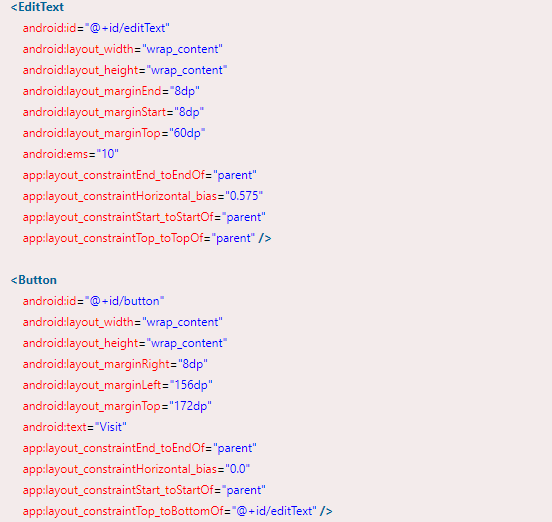 <EditText
android:id="@+id/editText"
android:layout_width="wrap_content"
android:layout_height="wrap_content"
android:layout_marginEnd="8dp"
android:layout_marginStart="8dp"
android:layout_marginTop="60dp"
android:ems="10"
app:layout_constraintEnd_toEndOf="parent"
app:layout_constraintHorizontal_bias="0.575"
app:layout_constraintStart_toStartOf="parent"
app:layout_constraintTop_toTopOf="parent" />
<Button
android:id="@+id/button"
android:layout_width="wrap_content"
android:layout_height="wrap_content"
android:layout_marginRight="8dp"
android:layout_marginLeft="156dp"
android:layout_marginTop="172dp"
android:text="Visit"
app:layout_constraintEnd_toEndOf="parent"
app:layout_constraintHorizontal_bias="0.0"
app:layout_constraintStart_toStartOf="parent"
app:layout_constraintTop_toBottomOf="@+id/editText" />